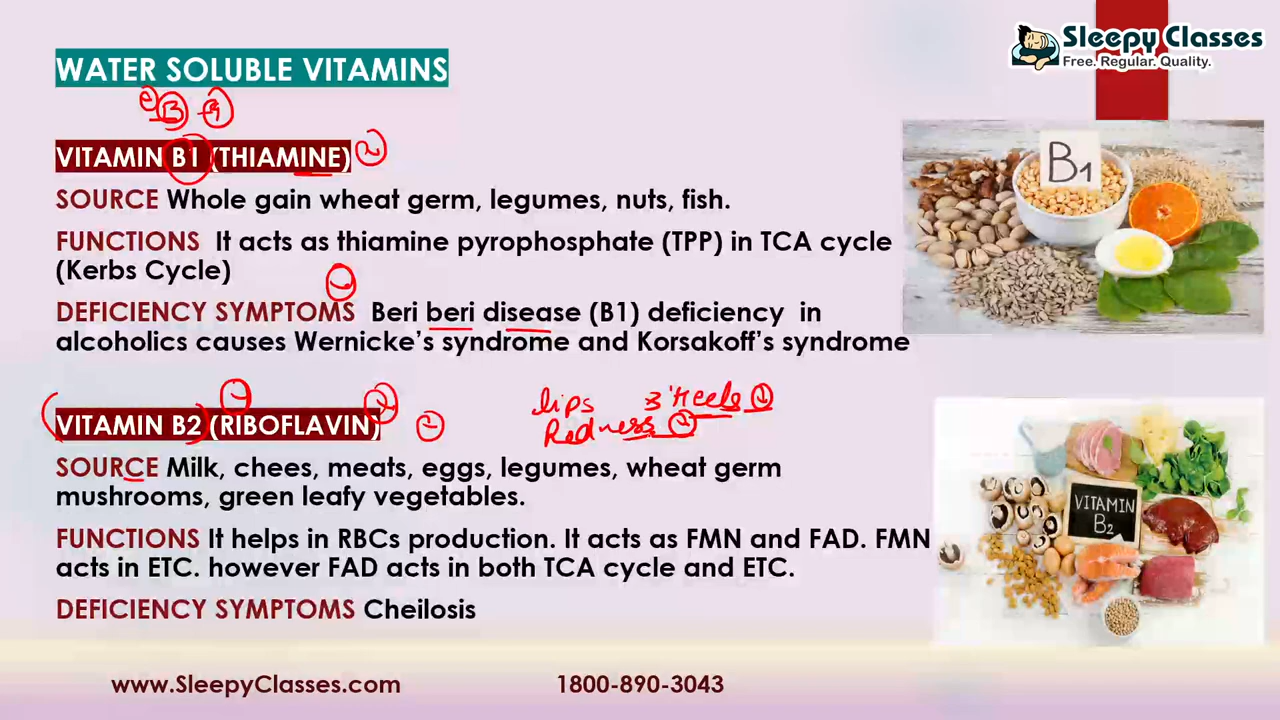 Sleepy Classes
Free. Regular. Quality.
WATER SOLUBLE VITAMINS
B
VITAMIN B1 (THIAMINE)
SOURCE Whole gain wheat germ, legumes, nuts, fish.
FUNCTIONS It acts as thiamine pyrophosphate (TPP) in TCA cycle
(Kerbs Cycle)
DEFICIENCY SYMPTOMS Beri beri disease (B1) deficiency in
alcoholics causes Wernicke's syndrome and Korsakoff's syndrome
B1
lips
Redness
VITAMIN B2 (RIBOFLAVIN)
SOURCE Milk, chees, meats, eggs, legumes, wheat germ
mushrooms, green leafy vegetables.
FUNCTIONS It helps in RBCs production. It acts as FMN and FAD. FMN
acts in ETC. however FAD acts in both TCA cycle and ETC.
DEFICIENCY SYMPTOMS Cheilosis
VITAMIN
B2
www.SleepyClasses.com
1800-890-3043